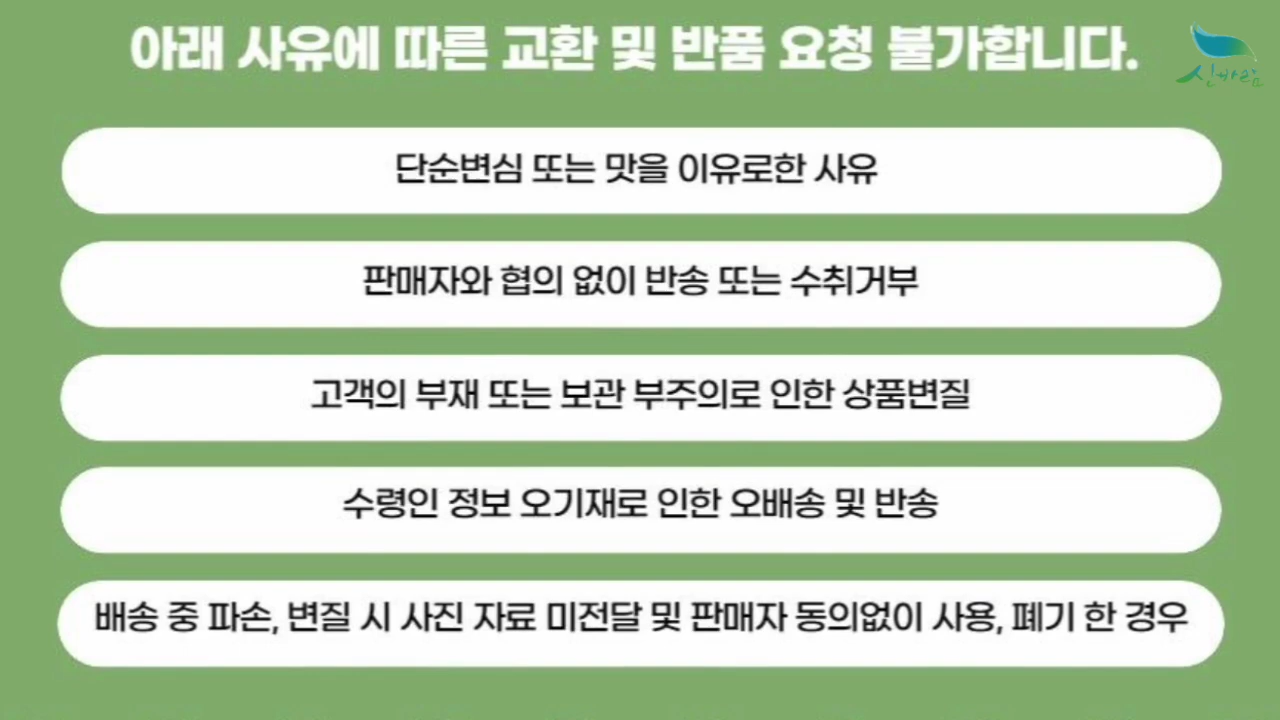 아래 사유에 따른 교환 및 반품 요청 불가합니다.
신바람
단순변심 또는 맛을 이유로한 사유
판매자와 협의 없이 반송 또는 수취거부
고객의 부재 또는 보관 부주의로 인한 상품변질
수령인 정보 오기재로 인한 오배송 및 반송
배송 중 파손, 변질 시 사진 자료 미전달 및 판매자 동의없이 사용, 폐기 한 경우